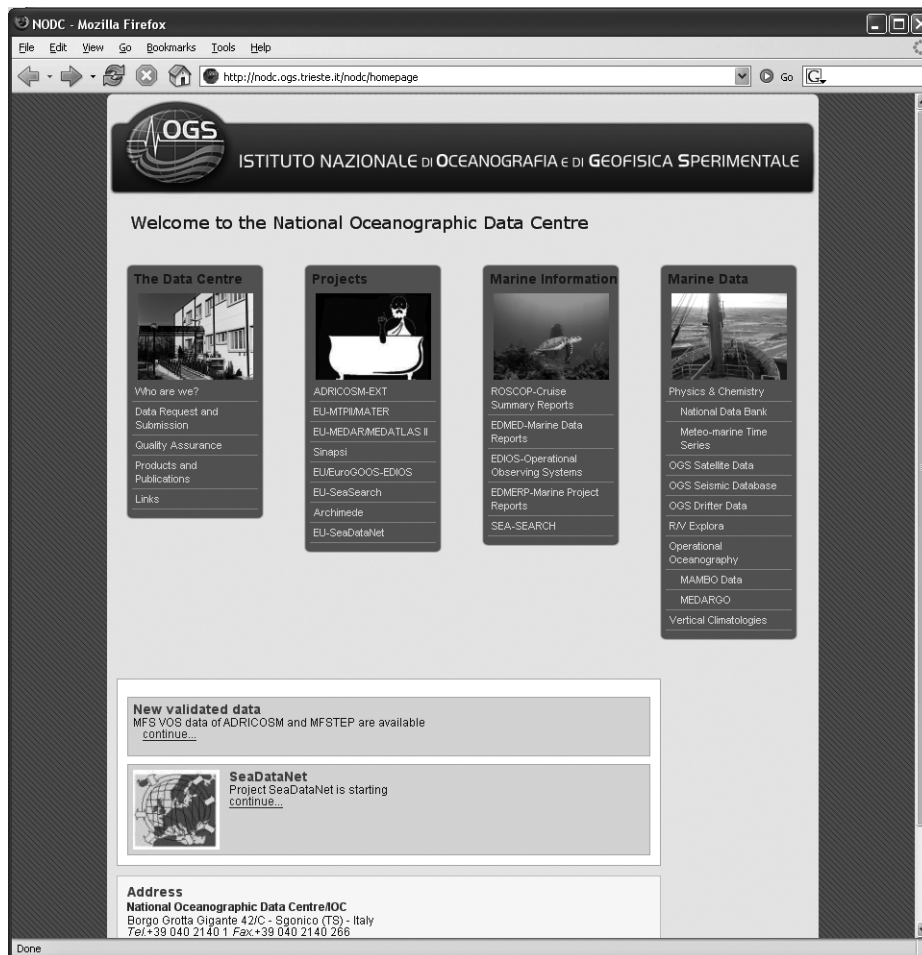 NODC - Mozilla Firefox
File Edit View Go Bookmarks Tools Help
http://nodc.ogs.trieste.it/nodc/homepage
Go
G
OGS
ISTITUTO NAZIONALE DI OCEANOGRAFIA E DI GEOFISICA SPERIMENTALE
Welcome to the National Oceanographic Data Centre
The Data Centre
Who are we?
Data Request and
Submission
Quality Assurance
Products and
Publications
Links
Projects
ADRICOSM-EXT
EU-MTPII/MATER
EU-MEDAR/MEDATLAS II
Sinapsi
EU/EuroGOOS-EDIOS
EU-SeaSearch
Archimede
EU-SeaDataNet
Marine Information
ROSCOP-Cruise
Summary Reports
EDMED-Marine Data
Reports
EDIOS-Operational
Observing Systems
EDMERP-Marine Project
Reports
SEA-SEARCH
Marine Data
Physics & Chemistry
National Data Bank
Meteo-marine Time
Series
OGS Satellite Data
OGS Seismic Database
OGS Drifter Data
R/V Explora
Operational
Oceanography
MAMBO Data
MEDARGO
Vertical Climatologies
New validated data
MFS VOS data of ADRICOSM and MFSTEP are available
continue...
SeaDataNet
Project SeaDataNet is starting
continue...
Address
National Oceanographic Data Centre/IOC
Borgo Grotta Gigante 42/C - Sgonico (TS) - Italy
Tel.+39 040 2140 1 Fax.+39 040 2140 266
Done